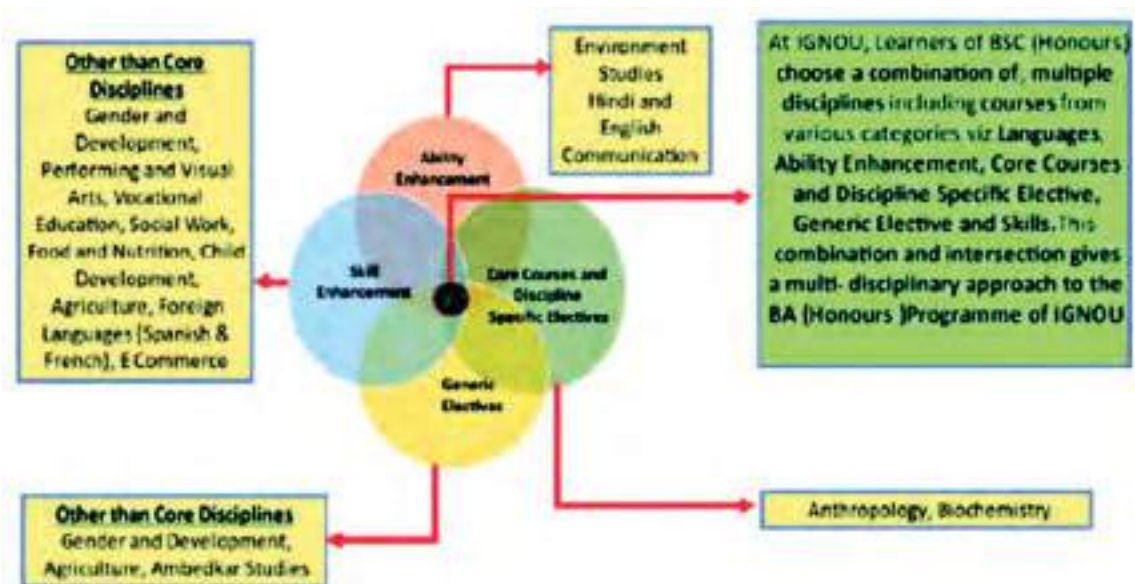 Other than Core
Disciplines
Gender and
Development,
Performing and Visual
Arts, Vocational
Education, Social Work,
Food and Nutrition, Child
Development,
Agriculture, Foreign
Languages (Spanish &
French), E Commerce
Environment
Studies
Hindi and
English
Communication
At IGNOU, Learners of BSC (Honours)
choose a combination of, multiple
disciplines including courses from
various categories viz Languages,
Ability Enhancement, Core Courses
and Discipline Specific Elective,
Generic Elective and Skills. This
combination and intersection gives
a multi- disciplinary approach to the
BA (Honours )Programme of IGNOU
Ability
Enhancement
Skill
Enhancement
Core Courses and
Discipline
Specific Electives
Generic
Electives
Other than Core Disciplines
Gender and Development,
Agriculture, Ambedkar Studies
Anthropology, Biochemistry